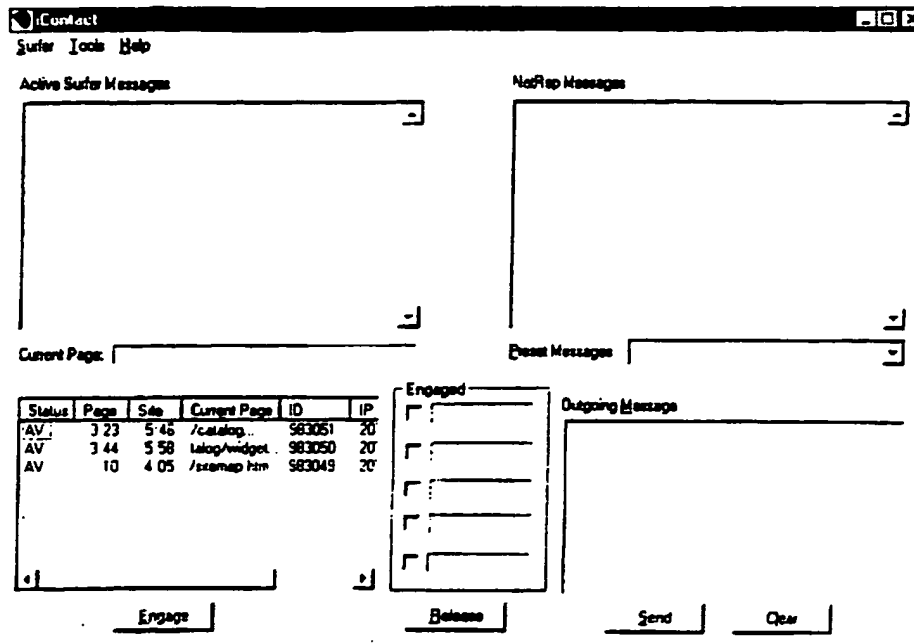 iContact
Surfer Tools Help
Active Surfer Messages
NetRep Messages
Current Page:
Preset Messages
Status Page Site Current Page ID IP
AV 3:23 5:46 /catalog... 983051 20
AV 3:44 5:58 talog/widget... 983050 20
AV 10 4:05 /sitemap.htm 983049 20
Engaged
Outgoing Message
Engage
Release
Send
Clear